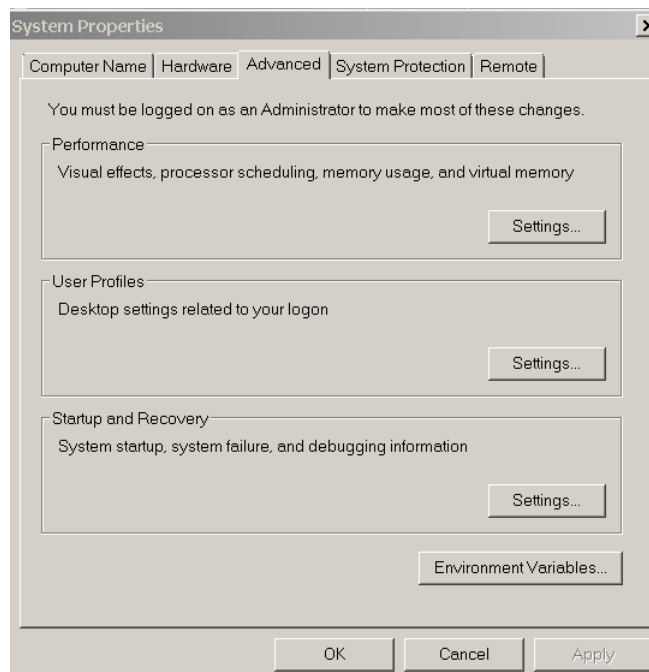 System Properties
Computer Name Hardware Advanced System Protection Remote
You must be logged on as an Administrator to make most of these changes.
Performance
Visual effects, processor scheduling, memory usage, and virtual memory
Settings...
User Profiles
Desktop settings related to your logon
Settings...
Startup and Recovery
System startup, system failure, and debugging information
Settings...
Environment Variables...
OK Cancel Apply